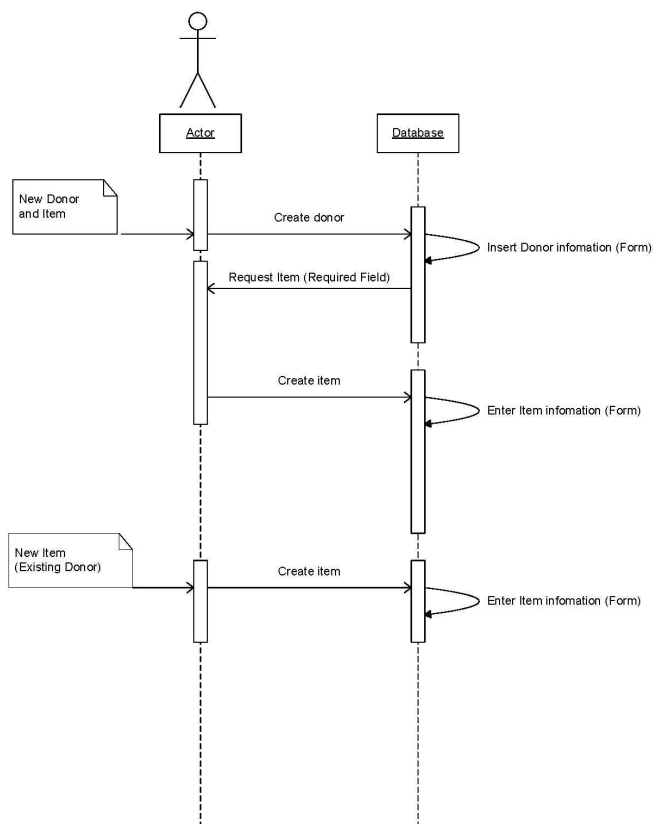 Actor
Database
New Donor
and Item
Create donor
Insert Donor infomation (Form)
Request Item (Required Field)
Create item
Enter Item infomation (Form)
New Item
(Existing Donor)
Create item
Enter Item infomation (Form)